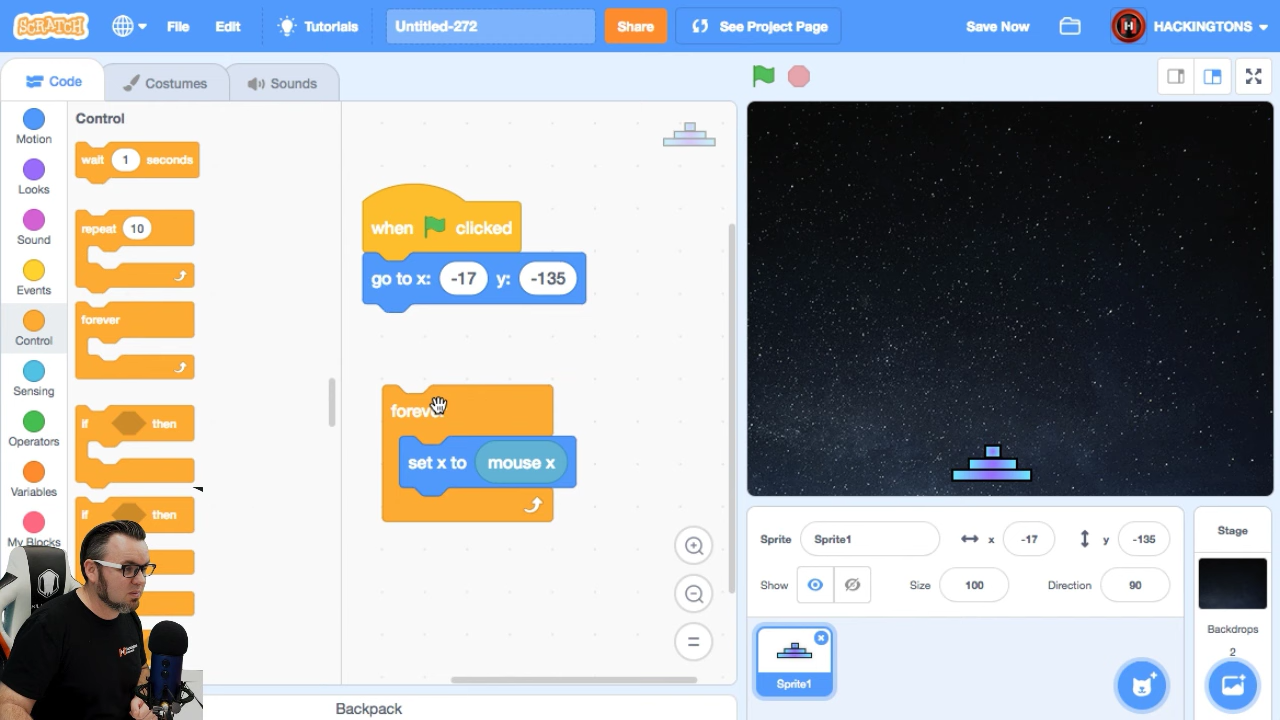 SCRATCH
File
Edit
Tutorials
Untitled-272
Share
See Project Page
Save Now
HACKINGTONS
Code
Costumes
Sounds
Motion
Looks
Sound
Events
Control
Sensing
Operators
Variables
My Blocks
Control
wait 1 seconds
repeat 10
forever
if then
if then
when clicked
go to x: -17 y: -135
forever
set x to mouse x
Sprite Sprite1 x -17 y -135
Show Size 100 Direction 90
Sprite1
Stage
Backdrops
2
Backpack